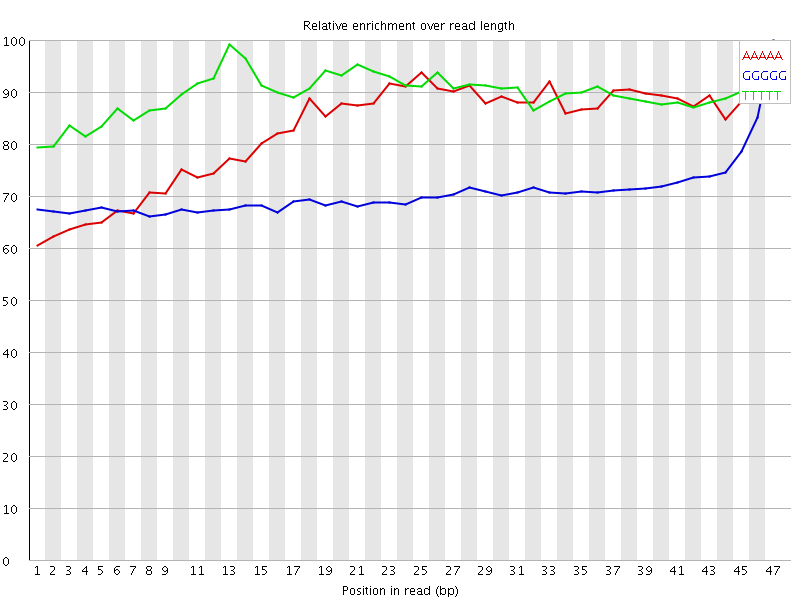 Relative enrichment over read length
100
90
80
70
60
50
40
30
20
10
0
AAAAA
GGGGG
TTTTT
1 2 3 4 5 6 7 8 9 11 13 15 17 19 21 23 25 27 29 31 33 35 37 39 41 43 45 47
Position in read (bp)